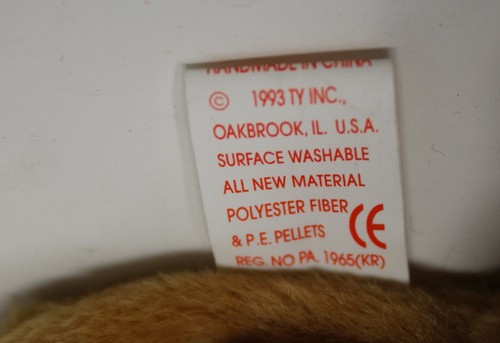 HANDMADE IN CHINA
© 1993 TY INC.,
OAKBROOK, IL. U.S.A.
SURFACE WASHABLE
ALL NEW MATERIAL
POLYESTER FIBER
& P.E. PELLETS
CE
REG. NO PA. 1965(KR)